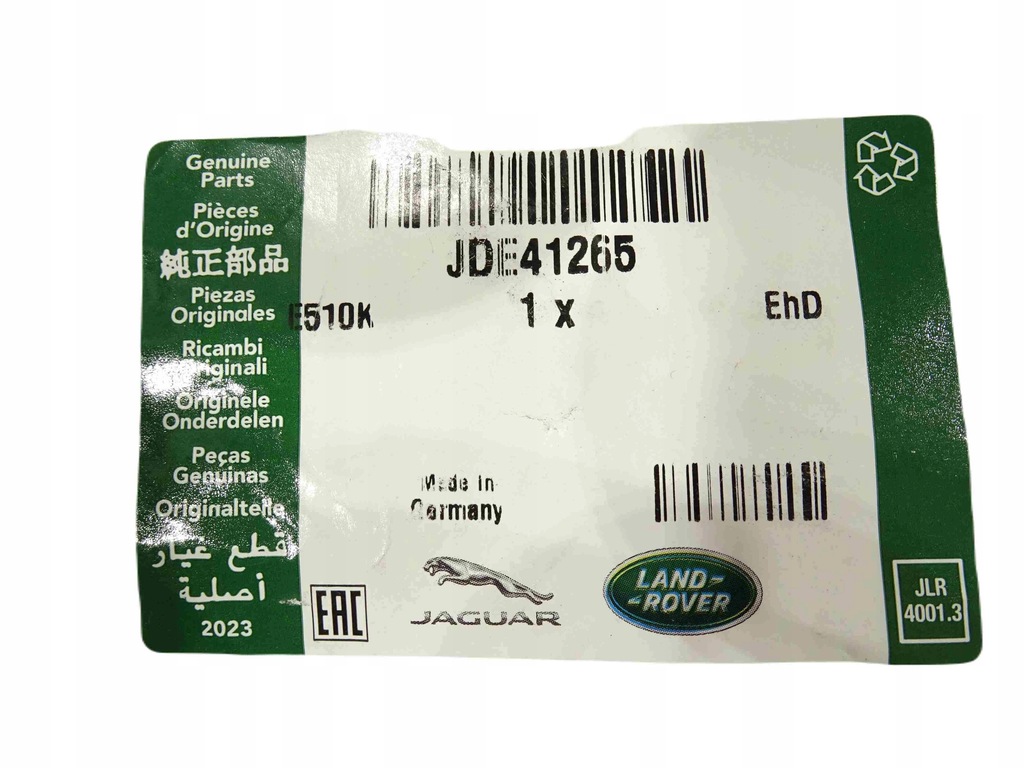 Genuine
Parts
Pièces
d'Origine
純正部品
Piezas
Originales
Ricambi
Originali
Originele
Onderdelen
Peças
Genuinas
Originalteile
قطع غيار
أصلية
2023
JDE41265
E510K
1 x
EhD
Made in
Germany
EAC
JAGUAR
LAND-
-ROVER
JLR
4001.3